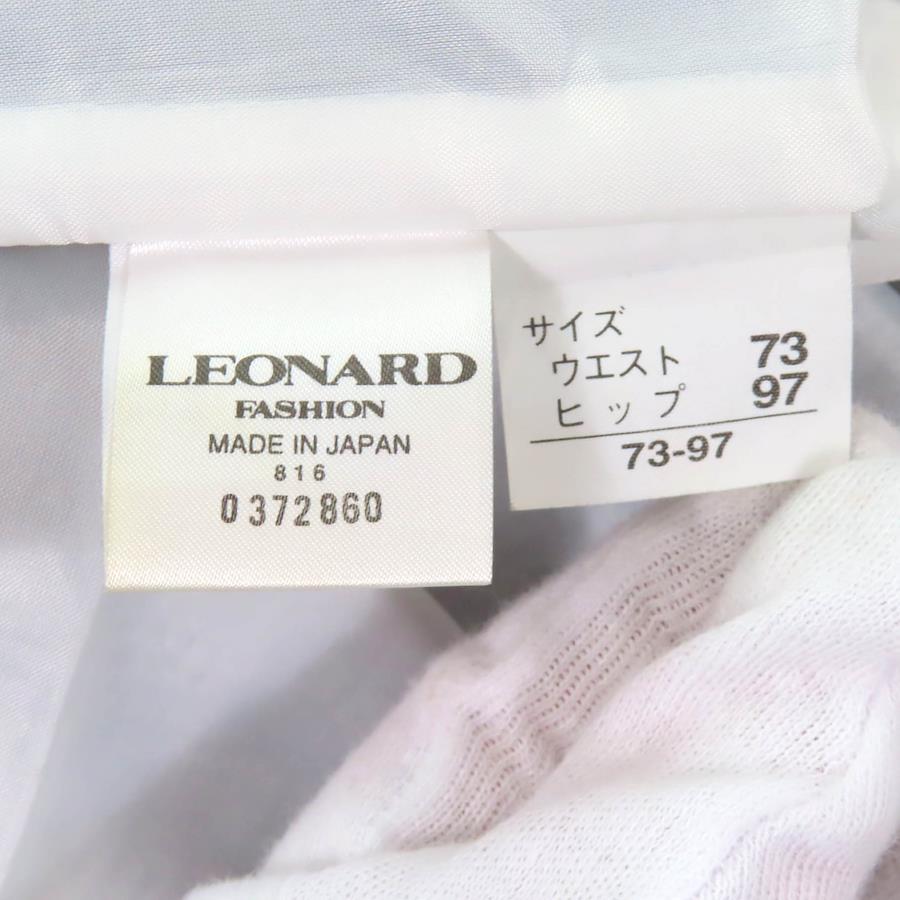 LEONARD
FASHION
MADE IN JAPAN
816
0372860
サイズ
ウエスト 73
ヒップ 97
73-97